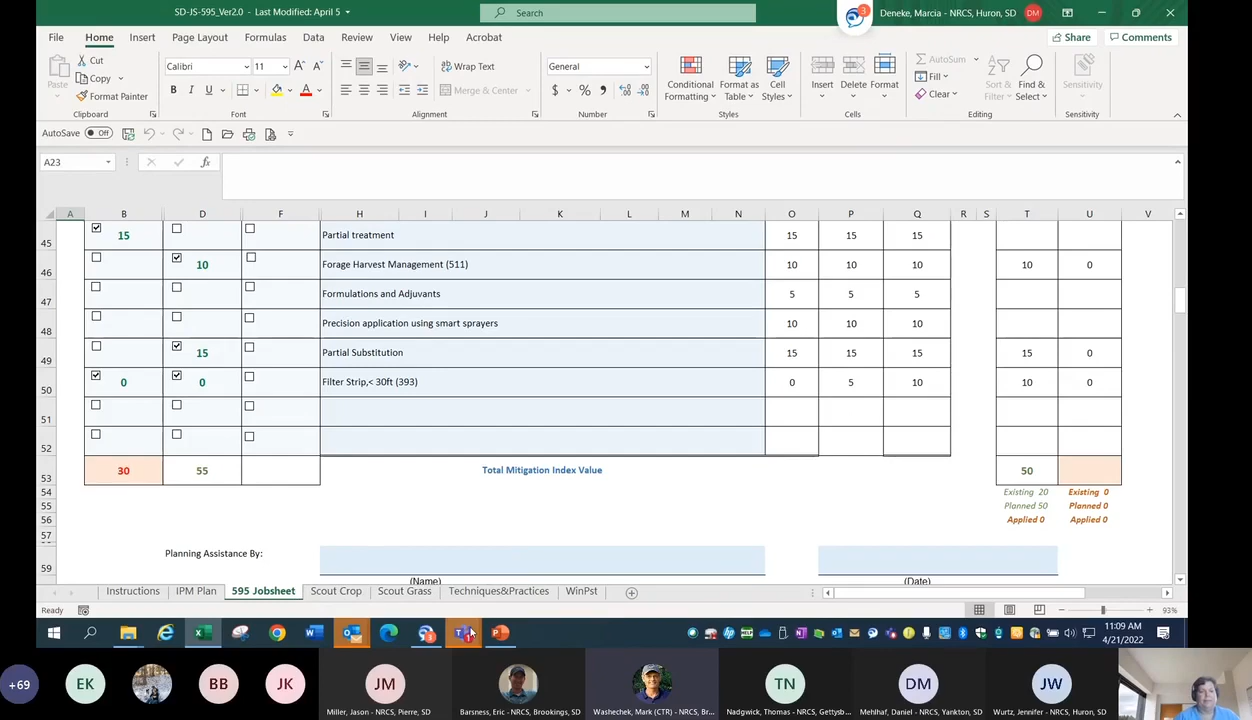 SD-JS-595_Ver2.0 - Last Modified: April 5
Search
3
Deneke, Marcia - NRCS, Huron, SD
DM
File Home Insert Page Layout Formulas Data Review View Help Acrobat
Share Comments
Paste
Cut
Copy
Format Painter
Clipboard
Calibri 11
B I U
Font
Wrap Text
Merge & Center
Alignment
General
$ % ,
Number
Conditional Formatting
Format as Table
Cell Styles
Styles
Insert Delete Format
Cells
AutoSum
Fill
Clear
Sort & Filter
Find & Select
Editing
Sensitivity
Sensitivity
AutoSave Off
A23
fx
A B D F H I J K L M N O P Q R S T U V
45 15 Partial treatment 15 15 15
46 10 Forage Harvest Management (511) 10 10 10 10 0
47 Formulations and Adjuvants 5 5 5
48 Precision application using smart sprayers 10 10 10
49 15 Partial Substitution 15 15 15 15 0
50 0 0 Filter Strip,< 30ft (393) 0 5 10 10 0
51
52
53 30 55 Total Mitigation Index Value 50
54 Existing 20 Existing 0
55 Planned 50 Planned 0
56 Applied 0 Applied 0
57
Planning Assistance By:
59
(Name) (Date)
Instructions IPM Plan 595 Jobsheet Scout Crop Scout Grass Techniques&Practices WinPst
Ready
93%
11:09 AM
4/21/2022
+69
EK
BB
JK
JM
Miller, Jason - NRCS, Pierre, SD
Barsness, Eric - NRCS, Brookings, SD
Washechek, Mark (CTR) - NRCS, Br...
TN
Nadgwick, Thomas - NRCS, Gettysb...
DM
Mehlhaf, Daniel - NRCS, Yankton, SD
JW
Wurtz, Jennifer - NRCS, Huron, SD